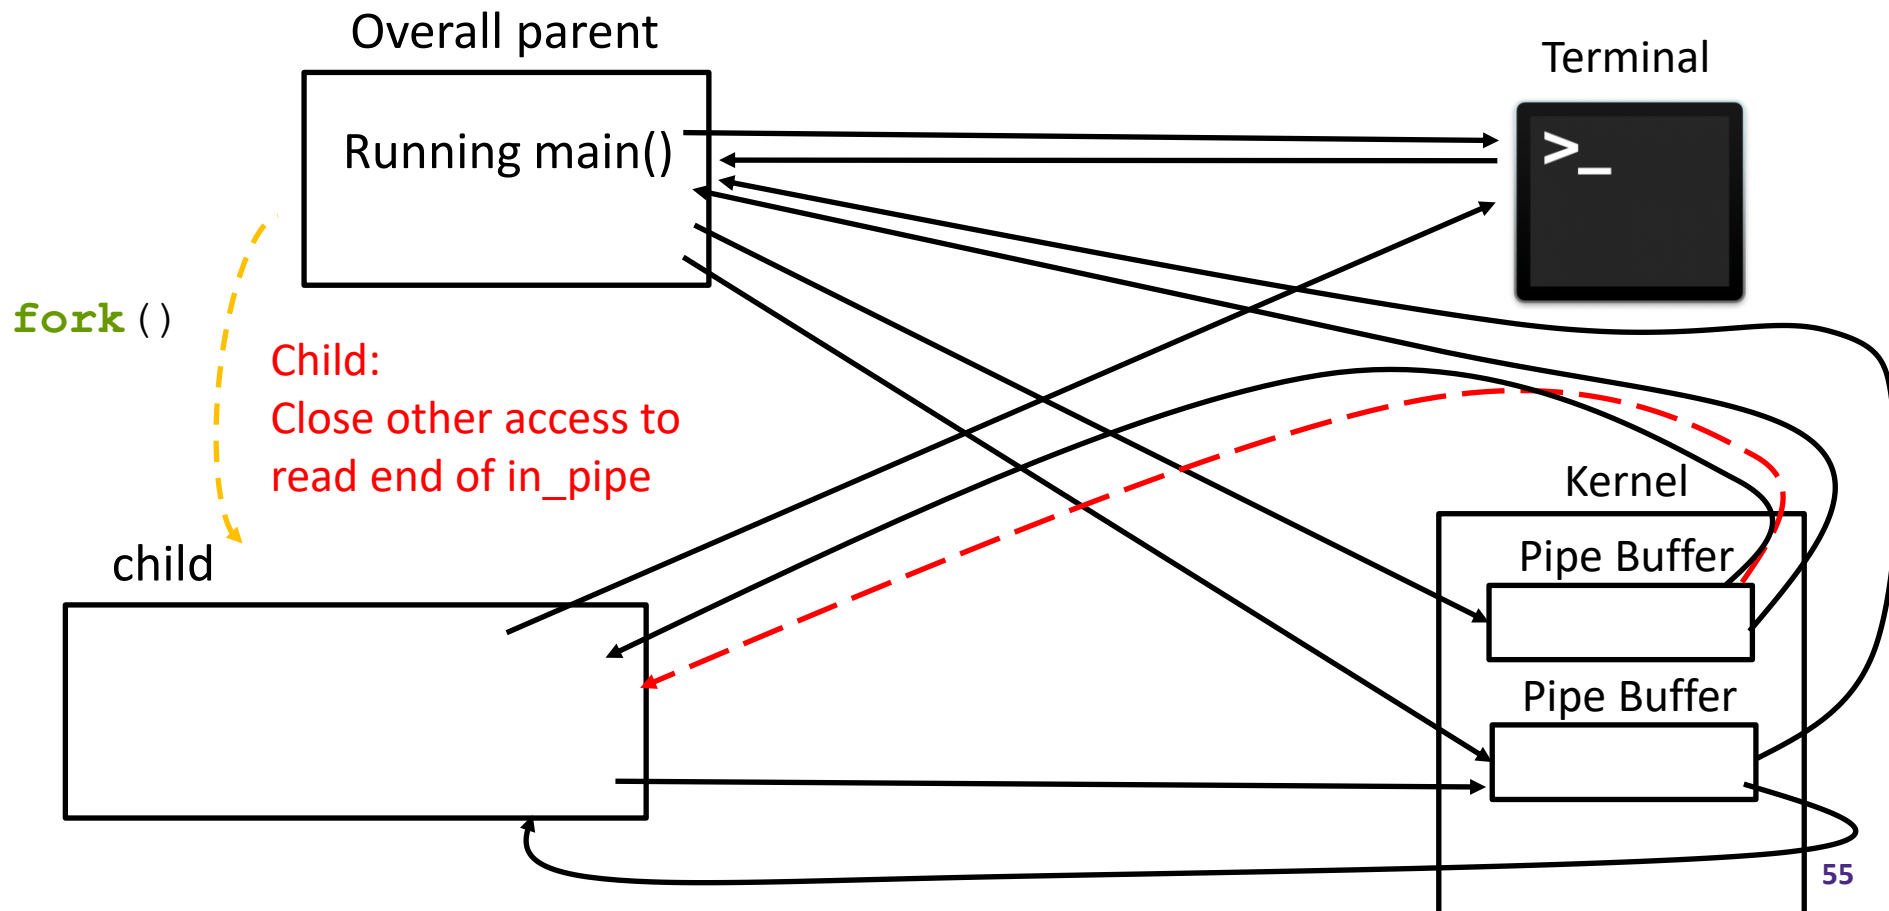 Overall parent
Terminal
Running main()
>_
fork()
Child:
Close other access to
read end of in_pipe
Kernel
child
Pipe Buffer
Pipe Buffer
55